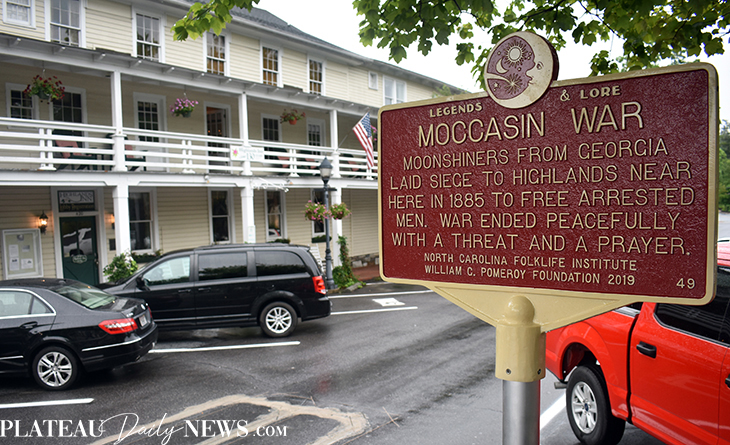 LEGENDS & LORE
MOCCASIN WAR
MOONSHINERS FROM GEORGIA
LAID SIEGE TO HIGHLANDS NEAR
HERE IN 1885 TO FREE ARRESTED
MEN. WAR ENDED PEACEFULLY
WITH A THREAT AND A PRAYER.
NORTH CAROLINA FOLKLIFE INSTITUTE
WILLIAM C. POMEROY FOUNDATION 2019 49
PLATEAU Daily NEWS.COM